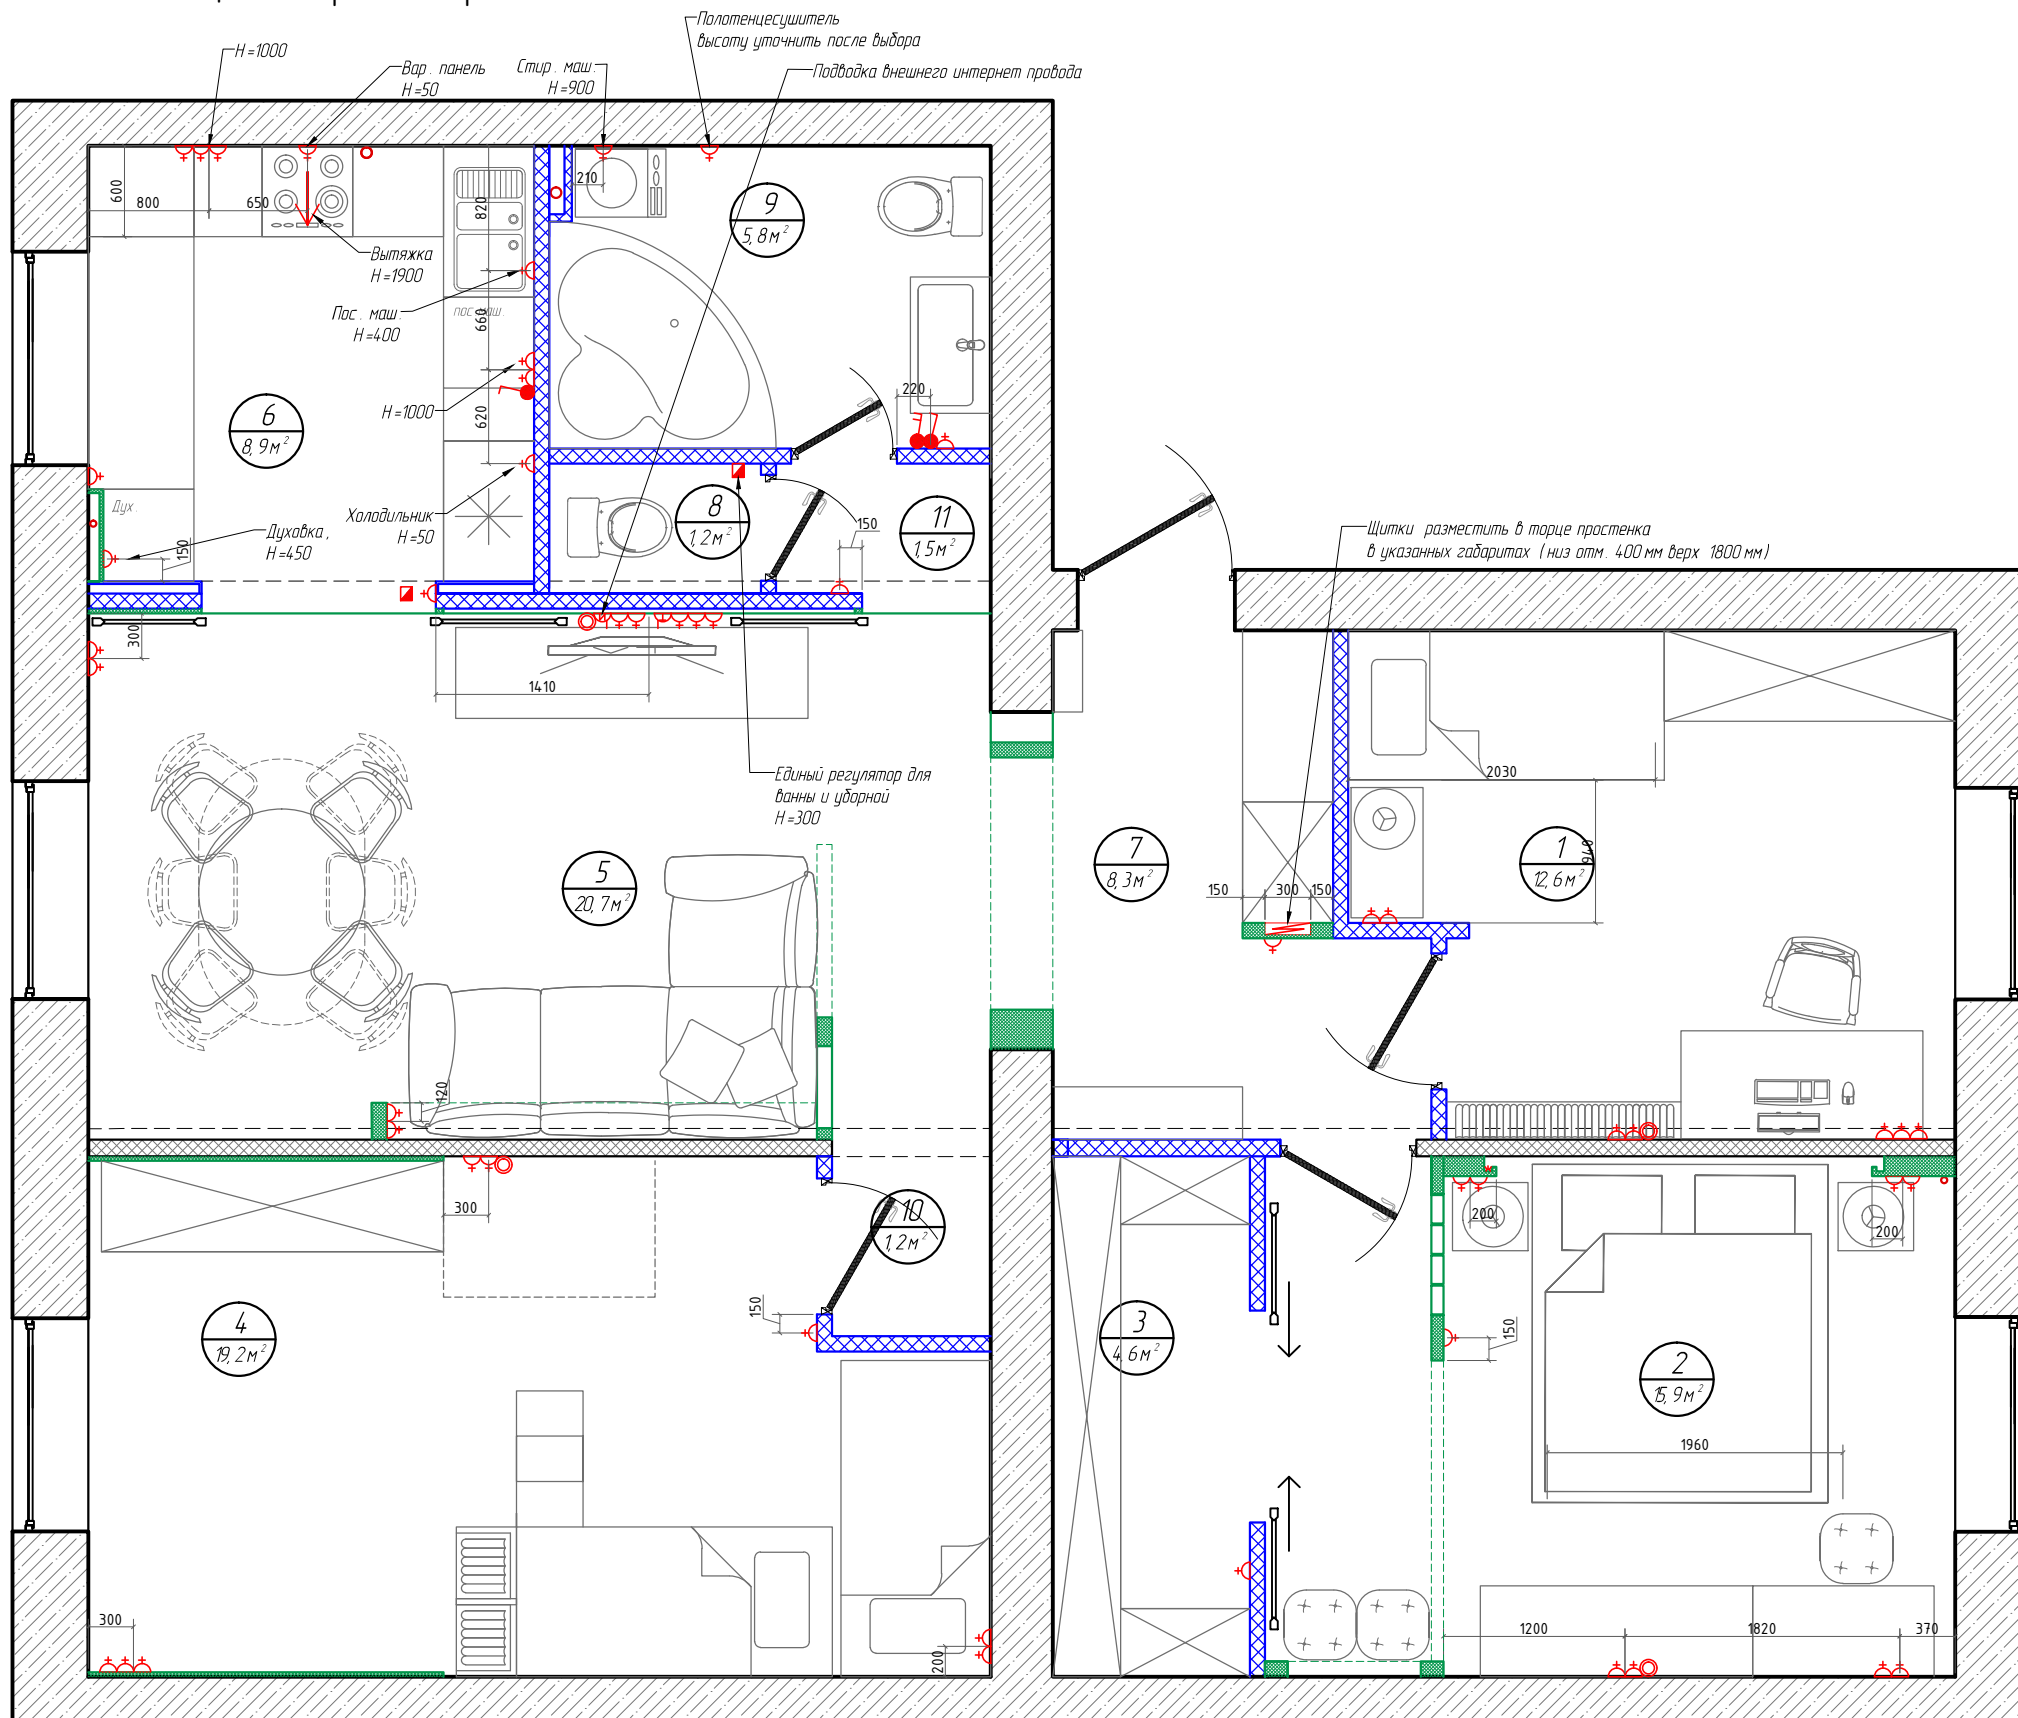 Полотенцесушитель
высоту уточнить после выбора
H=1000
Вар. панель
H=50
Стир. маш.
H=900
Подводка внешнего интернет провода
600
800
650
820
210
9
5,8м²
Вытяжка
H=1900
Пос. маш.
H=400
пос. маш.
660
H=1000
620
220
6
8,9м²
Дух.
Духовка,
H=450
150
Холодильник
H=50
8
1,2м²
150
11
1,5м²
Щитки разместить в торце простенка
в указанных габаритах (низ отм. 400мм верх 1800мм)
300
1410
Единый регулятор для
ванны и уборной
H=300
2030
940
5
20,7м²
7
8,3м²
1
12,6м²
150
300
150
120
300
10
1,2м²
200
200
150
150
4
19,2м²
3
4,6м²
2
15,9м²
1960
300
200
1200
1820
370